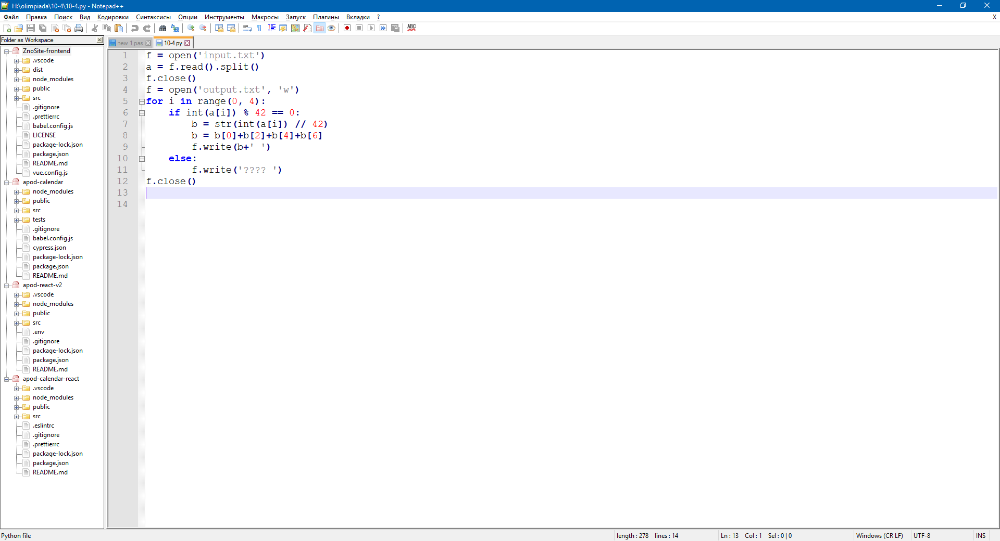 H:\olimpiada\10-4\10-4.py - Notepad++
Файл Правка Поиск Вид Кодировки Синтаксисы Опции Инструменты Макросы Запуск Плагины Вкладки ? X
ABC
Folder as Workspace
new 1.pas 10-4.py
ZnoSite-frontend
.vscode
dist
node_modules
public
src
.gitignore
.prettierrc
babel.config.js
LICENSE
package-lock.json
package.json
README.md
vue.config.js
apod-calendar
node_modules
public
src
tests
.gitignore
babel.config.js
cypress.json
package-lock.json
package.json
README.md
apod-react-v2
.vscode
node_modules
public
src
.env
.gitignore
package-lock.json
package.json
README.md
apod-calendar-react
.vscode
node_modules
public
src
.eslintrc
.gitignore
.prettierrc
package-lock.json
package.json
README.md
1 f = open('input.txt')
2 a = f.read().split()
3 f.close()
4 f = open('output.txt', 'w')
5 for i in range(0, 4):
6     if int(a[i]) % 42 == 0:
7         b = str(int(a[i]) // 42)
8         b = b[0]+b[2]+b[4]+b[6]
9         f.write(b+' ')
10     else:
11         f.write('???? ')
12 f.close()
13
14
Python file length : 278 lines : 14 Ln : 13 Col : 1 Sel : 0 | 0 Windows (CR LF) UTF-8 INS